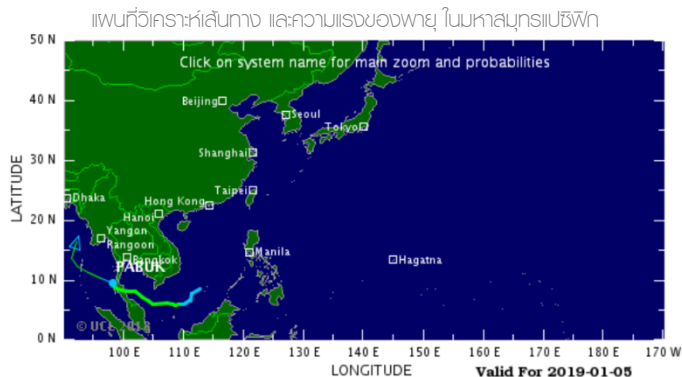 แผนที่วิเคราะห์เส้นทาง และความแรงของพายุ ในมหาสมุทรแปซิฟิก
50 N
Click on system name for main zoom and probabilities
40 N
Beijing
Seoul
Tokyo
30 N
Shanghai
LATITUDE
Taipei
Dhaka
Hong Kong
20 N
Hanoi
Yangon
Rangoon
Bangkok
Manila
Hagatna
PABUK
10 N
© UCL 2018
0 N
100 E 110 E 120 E 130 E 140 E 150 E 160 E 170 E 180 E 170 W
LONGITUDE
Valid For 2019-01-05